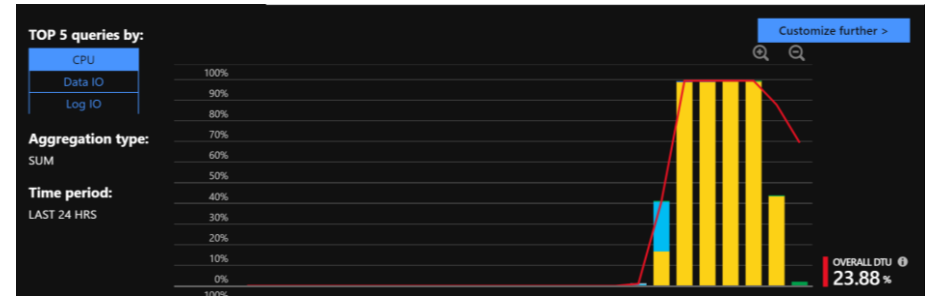 TOP 5 queries by:
CPU
Data IO
Log IO
Aggregation type:
SUM
Time period:
LAST 24 HRS
Customize further >
100%
90%
80%
70%
60%
50%
40%
30%
20%
10%
0%
100%
OVERALL DTU
23.88 %